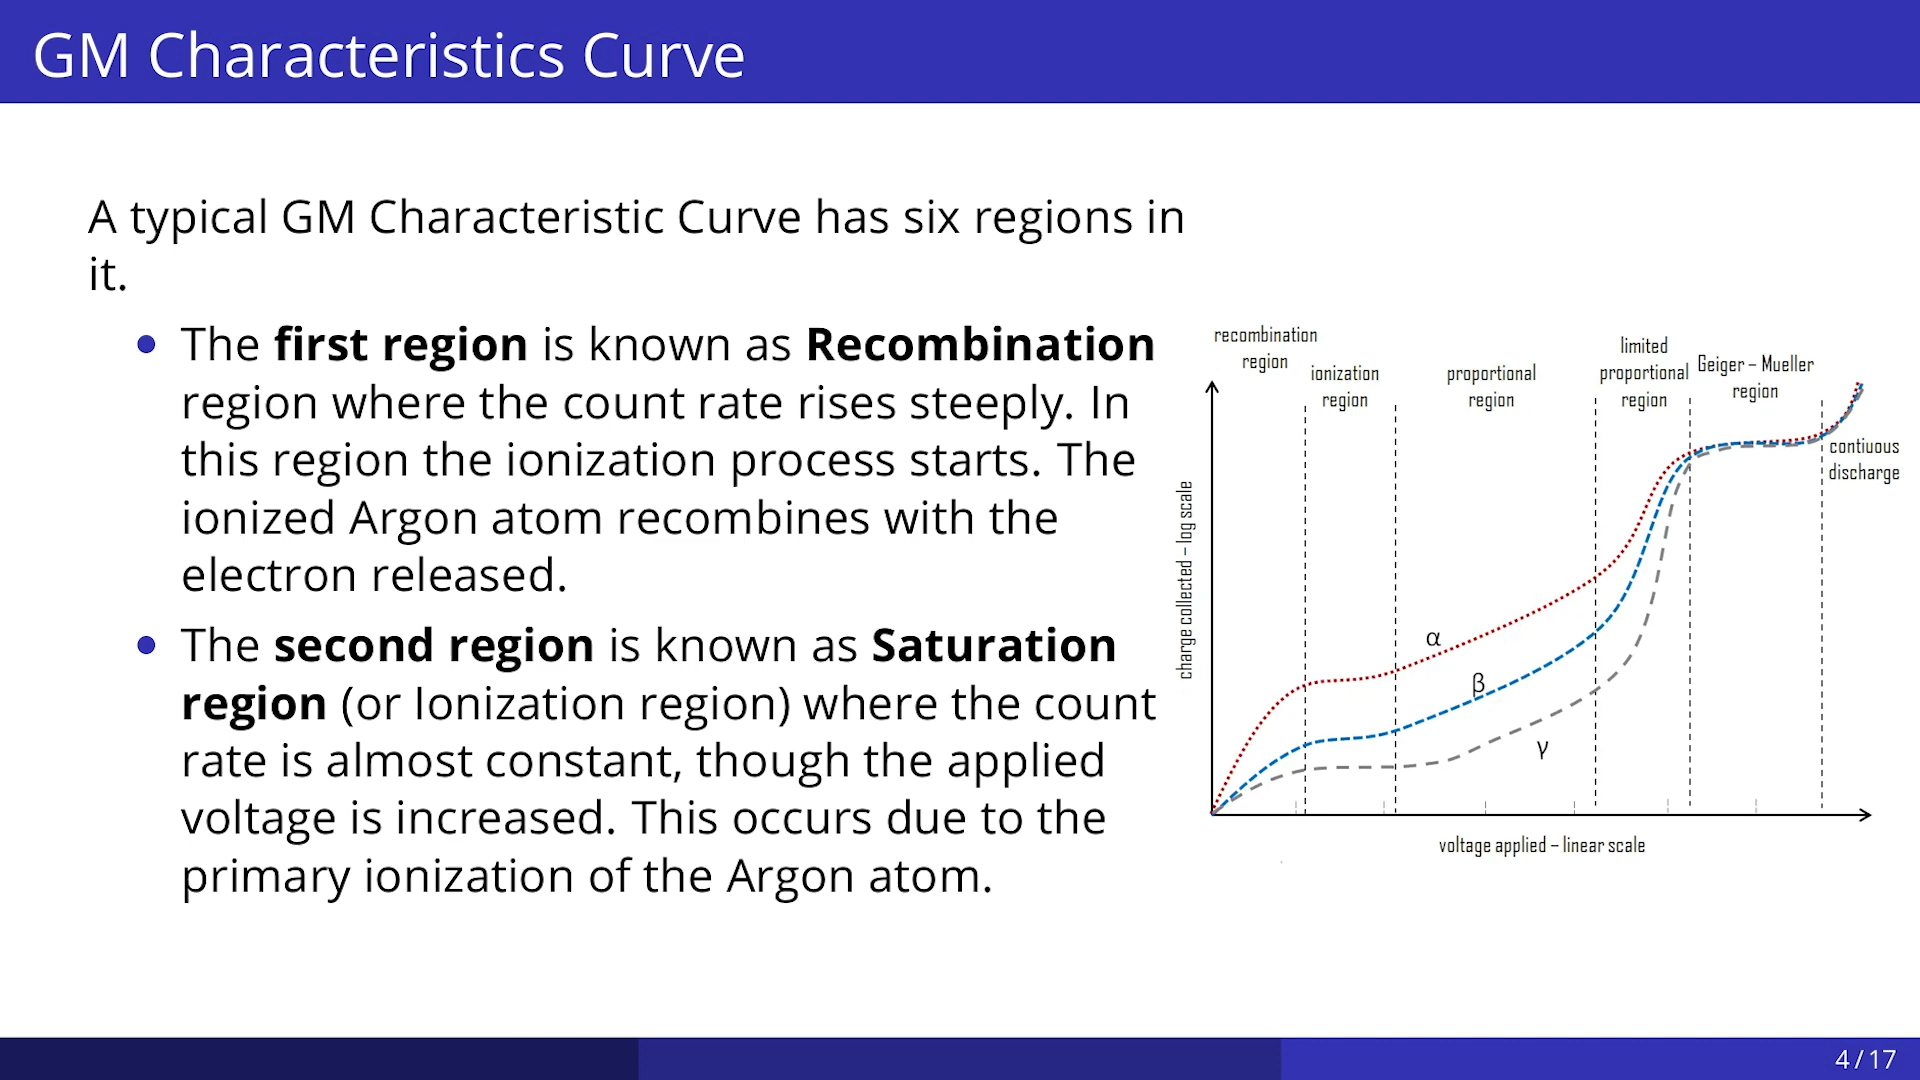 GM Characteristics Curve
A typical GM Characteristic Curve has six regions in
it.
The first region is known as Recombination
region where the count rate rises steeply. In
this region the ionization process starts. The
ionized Argon atom recombines with the
electron released.
The second region is known as Saturation
region (or Ionization region) where the count
rate is almost constant, though the applied
voltage is increased. This occurs due to the
primary ionization of the Argon atom.
recombination
region
ionization
region
proportional
region
limited
proportional
region
Geiger – Mueller
region
contiuous
discharge
charge collected – log scale
α
β
γ
voltage applied – linear scale
4 / 17